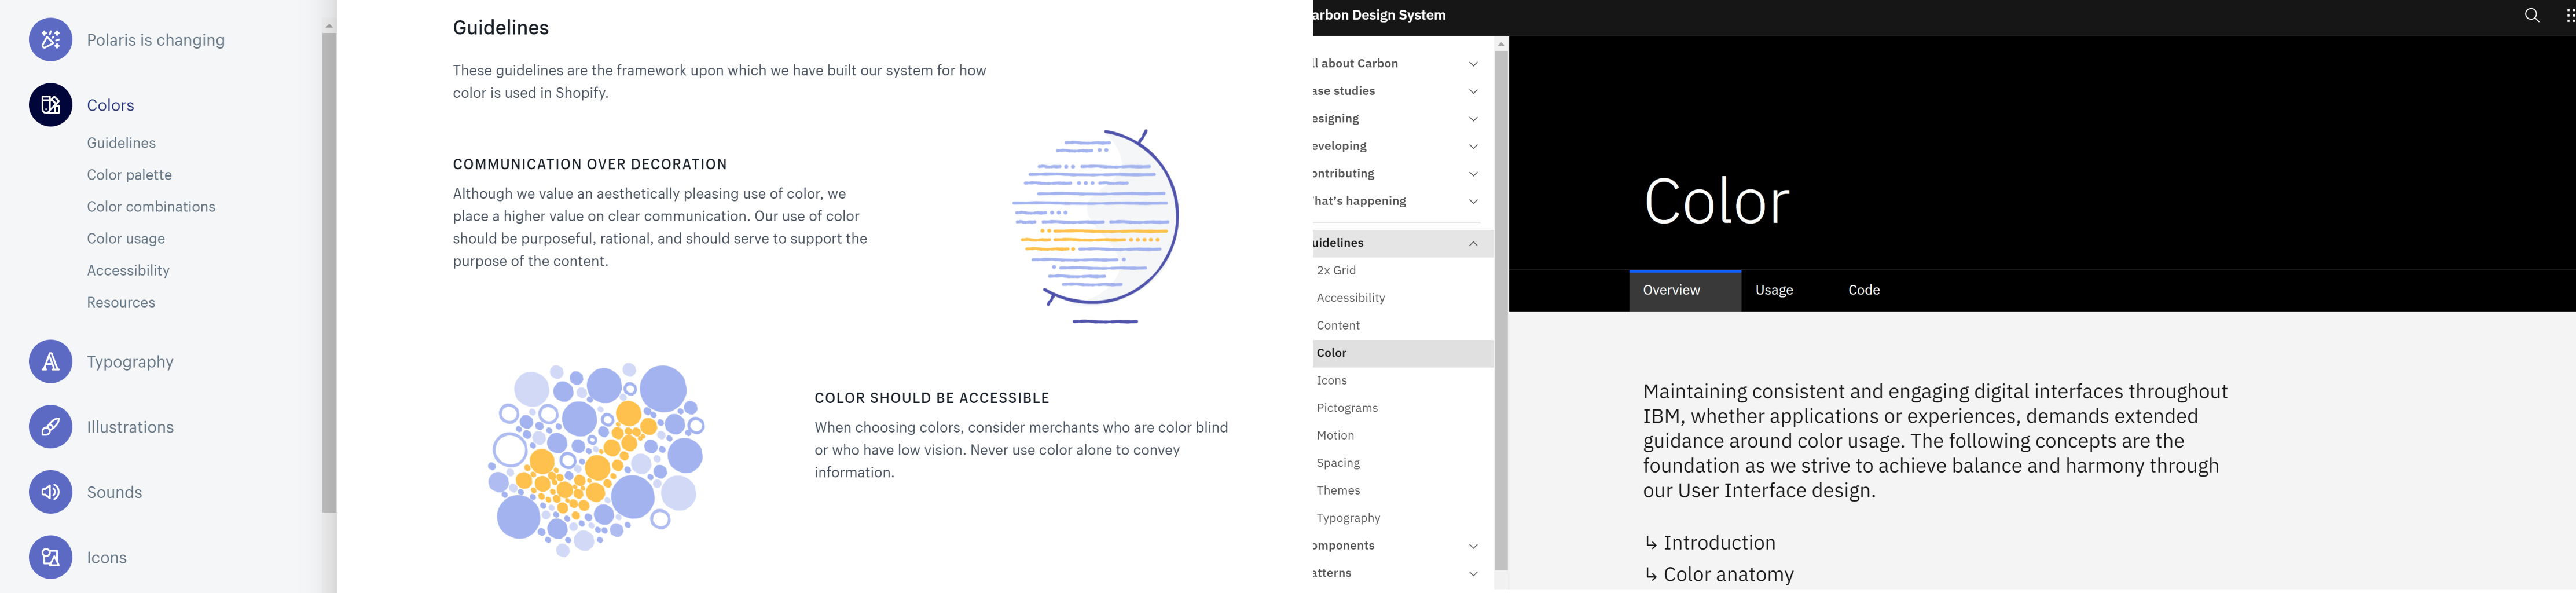 Polaris is changing
Colors
Guidelines
Color palette
Color combinations
Color usage
Accessibility
Resources
Typography
Illustrations
Sounds
Icons
Guidelines
These guidelines are the framework upon which we have built our system for how
color is used in Shopify.
COMMUNICATION OVER DECORATION
Although we value an aesthetically pleasing use of color, we
place a higher value on clear communication. Our use of color
should be purposeful, rational, and should serve to support the
purpose of the content.
COLOR SHOULD BE ACCESSIBLE
When choosing colors, consider merchants who are color blind
or who have low vision. Never use color alone to convey
information.
arbon Design System
ll about Carbon
ase studies
esigning
eveloping
ontributing
hat's happening
uidelines
2x Grid
Accessibility
Content
Color
Icons
Pictograms
Motion
Spacing
Themes
Typography
omponents
atterns
Color
Overview
Usage
Code
Maintaining consistent and engaging digital interfaces throughout
IBM, whether applications or experiences, demands extended
guidance around color usage. The following concepts are the
foundation as we strive to achieve balance and harmony through
our User Interface design.
↳ Introduction
↳ Color anatomy